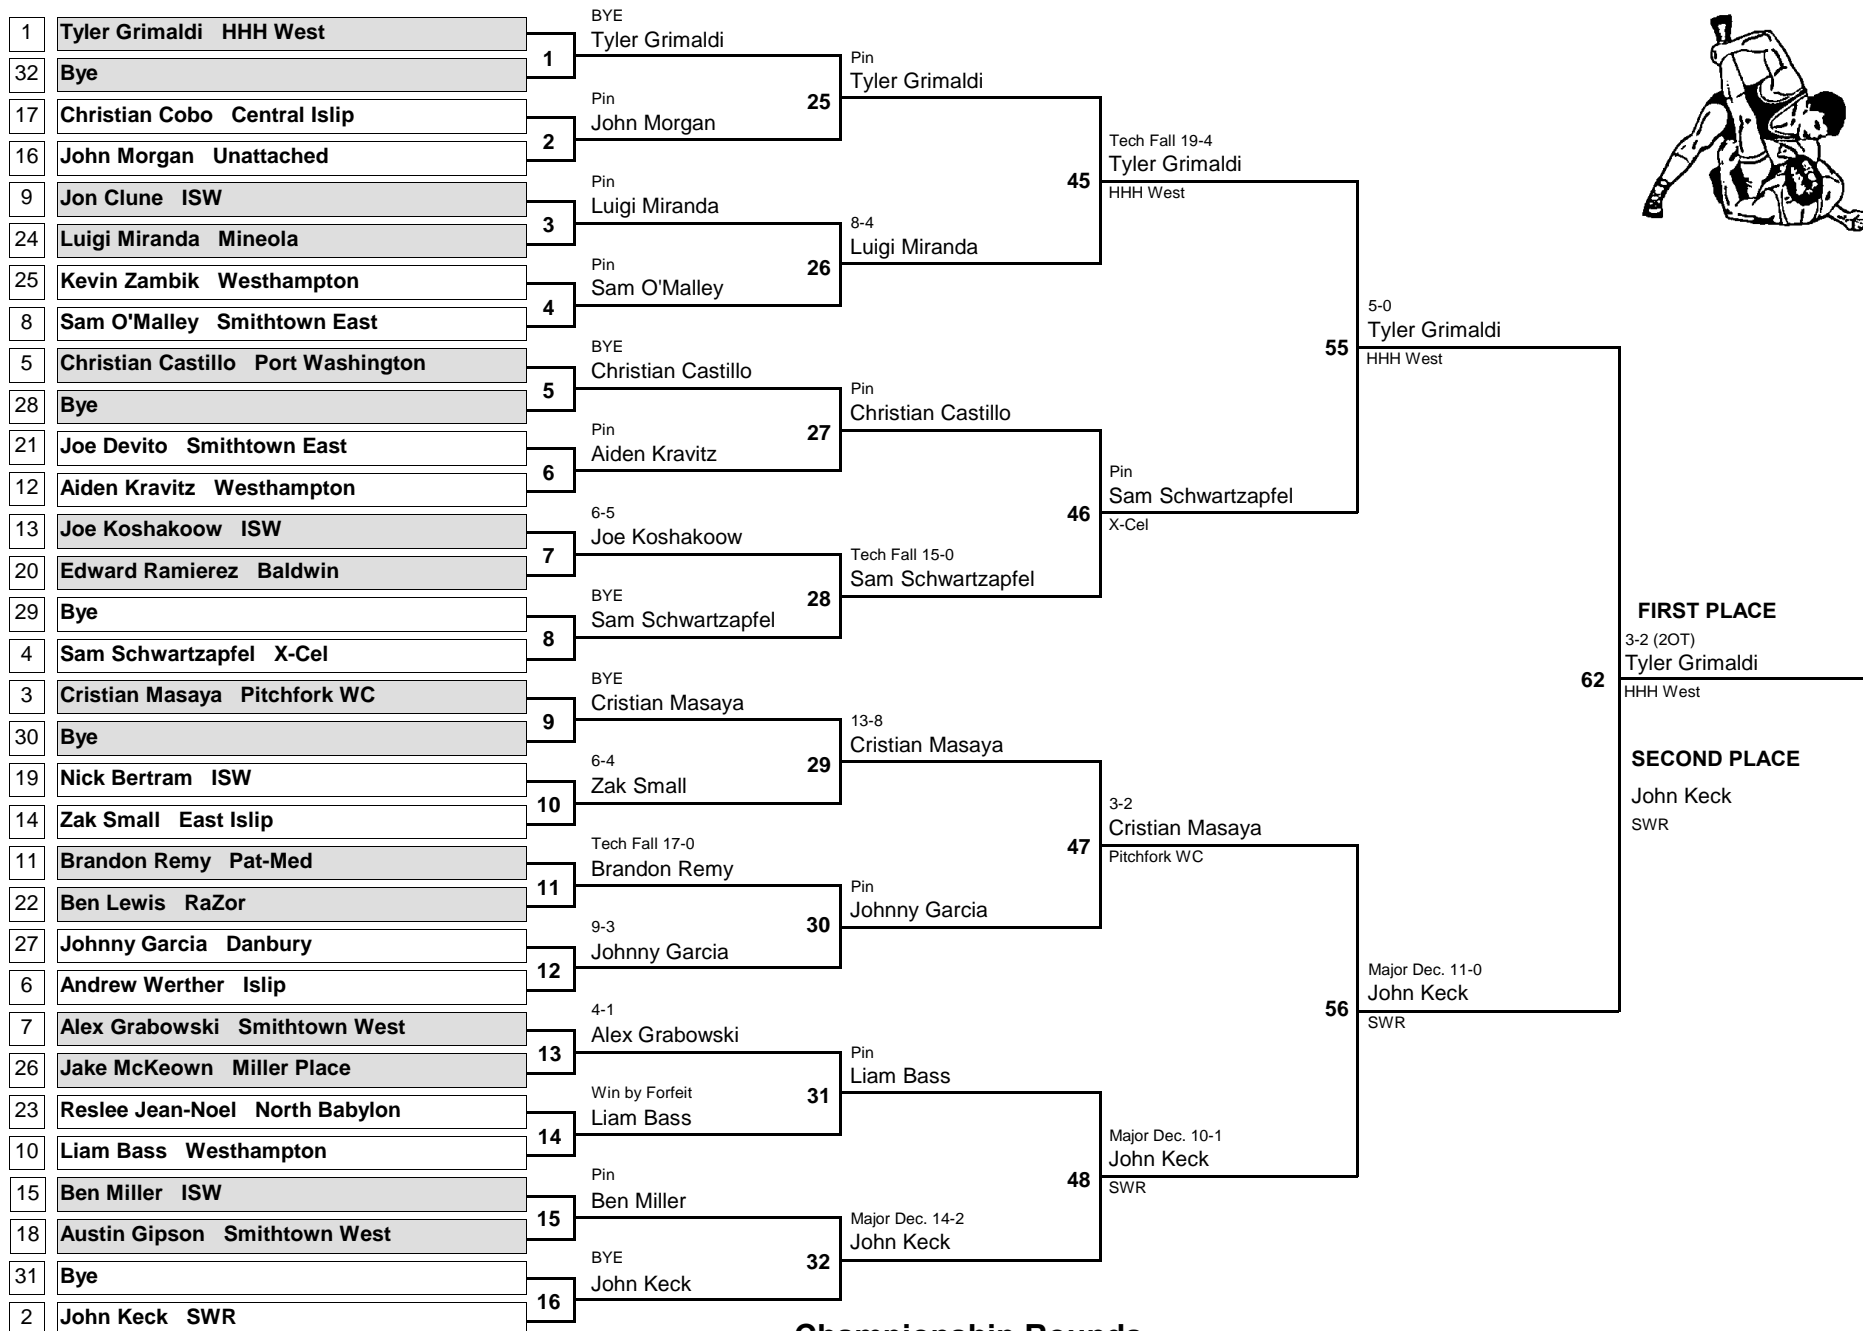 1 Tyler Grimaldi HHH West
32 Bye
17 Christian Cobo Central Islip
16 John Morgan Unattached
9 Jon Clune ISW
24 Luigi Miranda Mineola
25 Kevin Zambik Westhampton
8 Sam O'Malley Smithtown East
5 Christian Castillo Port Washington
28 Bye
21 Joe Devito Smithtown East
12 Aiden Kravitz Westhampton
13 Joe Koshakoow ISW
20 Edward Ramierez Baldwin
29 Bye
4 Sam Schwartzapfel X-Cel
3 Cristian Masaya Pitchfork WC
30 Bye
19 Nick Bertram ISW
14 Zak Small East Islip
11 Brandon Remy Pat-Med
22 Ben Lewis RaZor
27 Johnny Garcia Danbury
6 Andrew Werther Islip
7 Alex Grabowski Smithtown West
26 Jake McKeown Miller Place
23 Reslee Jean-Noel North Babylon
10 Liam Bass Westhampton
15 Ben Miller ISW
18 Austin Gipson Smithtown West
31 Bye
2 John Keck SWR
1
BYE
Tyler Grimaldi
2
Pin
John Morgan
3
Pin
Luigi Miranda
4
Pin
Sam O'Malley
5
BYE
Christian Castillo
6
Pin
Aiden Kravitz
7
6-5
Joe Koshakoow
8
BYE
Sam Schwartzapfel
9
BYE
Cristian Masaya
10
6-4
Zak Small
11
Tech Fall 17-0
Brandon Remy
12
9-3
Johnny Garcia
13
4-1
Alex Grabowski
14
Win by Forfeit
Liam Bass
15
Pin
Ben Miller
16
BYE
John Keck
25
Pin
Tyler Grimaldi
26
8-4
Luigi Miranda
27
Pin
Christian Castillo
28
Tech Fall 15-0
Sam Schwartzapfel
29
13-8
Cristian Masaya
30
Pin
Johnny Garcia
31
Pin
Liam Bass
32
Major Dec. 14-2
John Keck
45
Tech Fall 19-4
Tyler Grimaldi
HHH West
46
Pin
Sam Schwartzapfel
X-Cel
47
3-2
Cristian Masaya
Pitchfork WC
48
Major Dec. 10-1
John Keck
SWR
55
5-0
Tyler Grimaldi
HHH West
56
Major Dec. 11-0
John Keck
SWR
62
FIRST PLACE
3-2 (2OT)
Tyler Grimaldi
HHH West
SECOND PLACE
John Keck
SWR
Championship Rounds